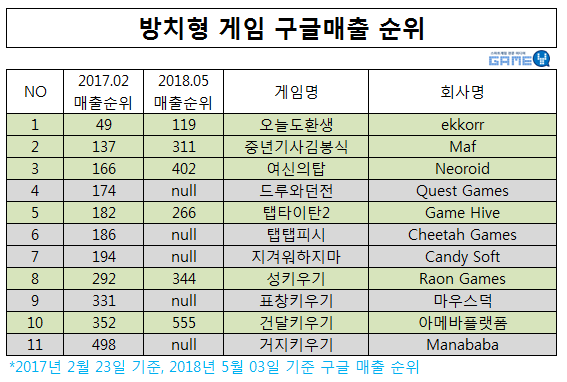 방치형 게임 구글매출 순위
GAME
NO 2017.02 매출순위 2018.05 매출순위 게임명 회사명
1 49 119 오늘도환생 ekkorr
2 137 311 중년기사김봉식 Maf
3 166 402 여신의탑 Neoroid
4 174 null 드루와던전 Quest Games
5 182 266 탭타이탄2 Game Hive
6 186 null 탭탭피시 Cheetah Games
7 194 null 지겨워하지마 Candy Soft
8 292 344 성키우기 Raon Games
9 331 null 표창키우기 마우스덕
10 352 555 건달키우기 아메바플랫폼
11 498 null 거지키우기 Manababa
*2017년 2월 23일 기준, 2018년 5월 03일 기준 구글 매출 순위